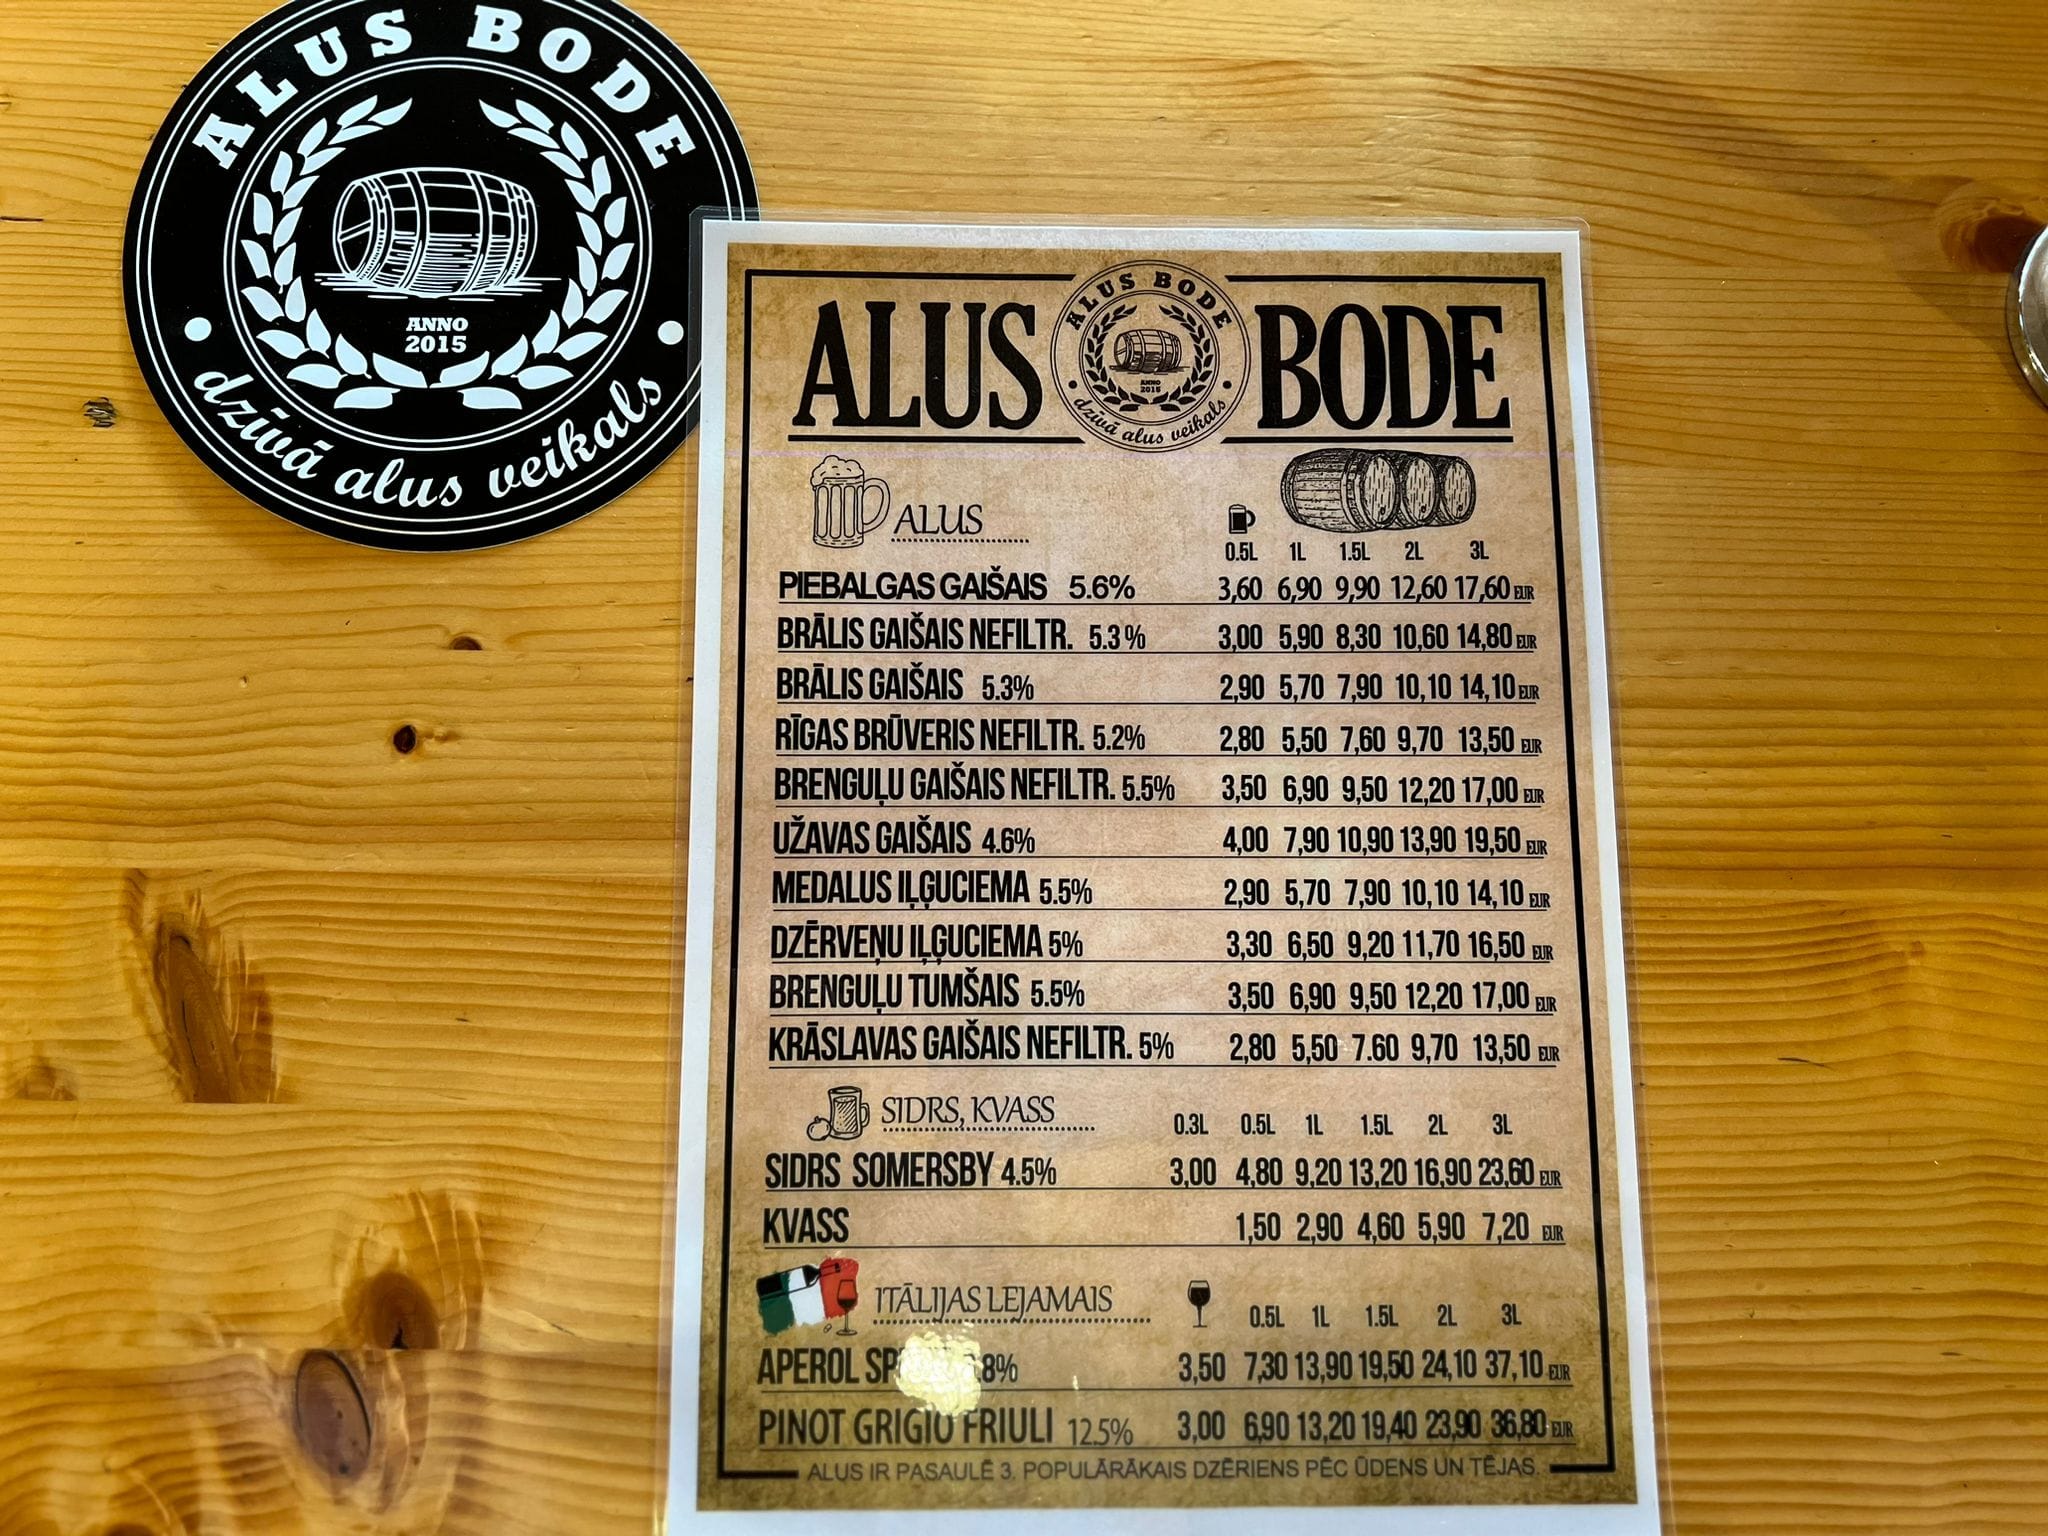 ALUS BODE
ANNO
2015
dzīvā alus veikals
ALUS BODE
ALUS BODE
ANNO
2015
dzīvā alus veikals
ALUS
0.5L 1L 1.5L 2L 3L
PIEBALGAS GAIŠAIS 5.6% 3,60 6,90 9,90 12,60 17,60 EUR
BRĀLIS GAIŠAIS NEFILTR. 5.3% 3,00 5,90 8,30 10,60 14,80 EUR
BRĀLIS GAIŠAIS 5.3% 2,90 5,70 7,90 10,10 14,10 EUR
RĪGAS BRŪVERIS NEFILTR. 5.2% 2,80 5,50 7,60 9,70 13,50 EUR
BRENGUĻU GAIŠAIS NEFILTR. 5.5% 3,50 6,90 9,50 12,20 17,00 EUR
UŽAVAS GAIŠAIS 4.6% 4,00 7,90 10,90 13,90 19,50 EUR
MEDALUS IĻĢUCIEMA 5.5% 2,90 5,70 7,90 10,10 14,10 EUR
DZĒRVEŅU IĻĢUCIEMA 5% 3,30 6,50 9,20 11,70 16,50 EUR
BRENGUĻU TUMŠAIS 5.5% 3,50 6,90 9,50 12,20 17,00 EUR
KRĀSLAVAS GAIŠAIS NEFILTR. 5% 2,80 5,50 7.60 9,70 13,50 EUR
SIDRS, KVASS 0.3L 0.5L 1L 1.5L 2L 3L
SIDRS SOMERSBY 4.5% 3,00 4,80 9,20 13,20 16,90 23,60 EUR
KVASS 1,50 2,90 4,60 5,90 7,20 EUR
ITĀLIJAS LEJAMAIS 0.5L 1L 1.5L 2L 3L
APEROL 3,50 7,30 13,90 19,50 24,10 37,10 EUR
PINOT GRIGIO FRIULI 12.5% 3,00 6,90 13,20 19,40 23,90 36,80 EUR
ALUS IR PASAULĒ 3. POPULĀRĀKAIS DZĒRIENS PĒC ŪDENS UN TĒJAS.